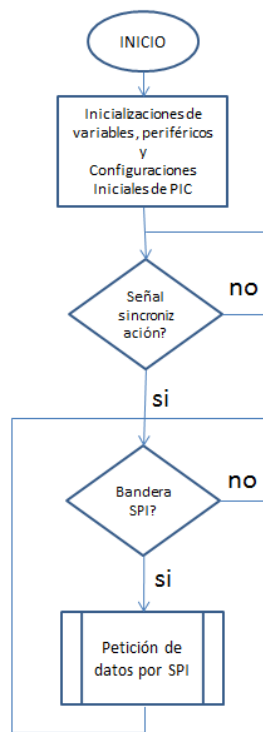 INICIO
Inicializaciones de
variables, periféricos
y
Configuraciones
Iniciales de PIC
Señal
sincroniz
ación?
no
si
Bandera
SPI?
no
si
Petición de
datos por SPI